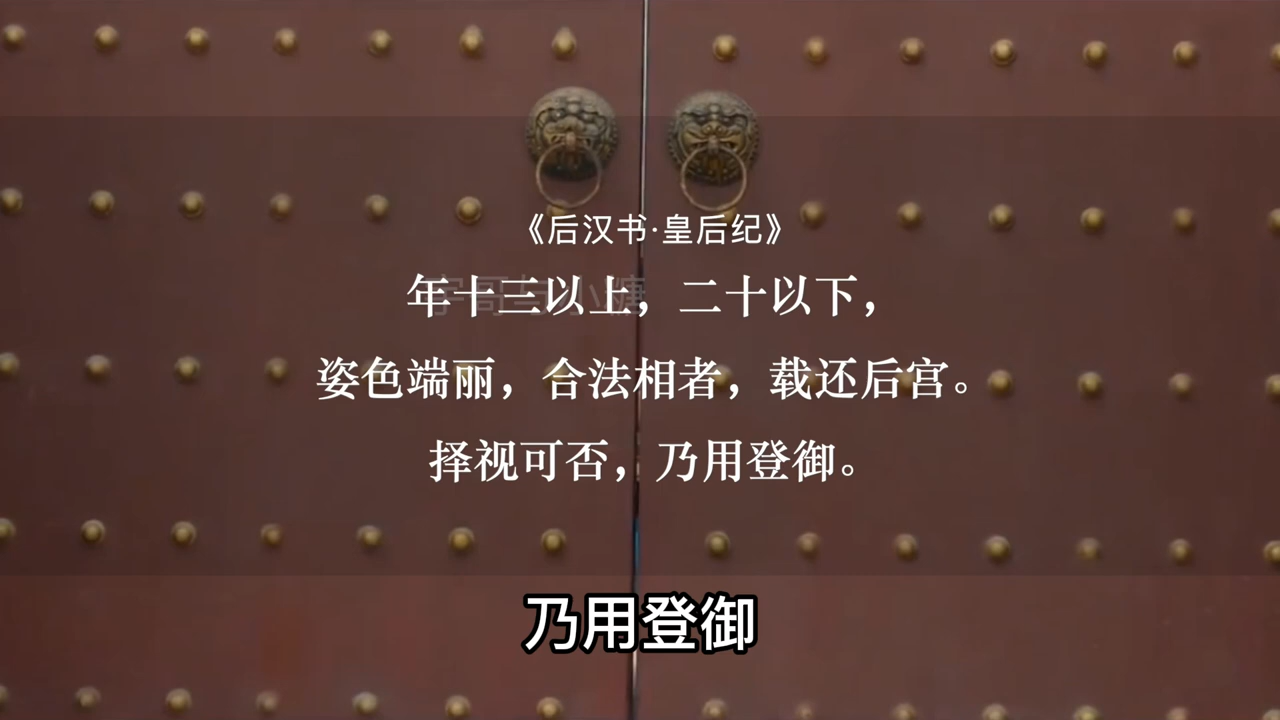 《后汉书·皇后纪》
年十三以上，二十以下，
姿色端丽，合法相者，载还后宫。
择视可否，乃用登御。
乃用登御